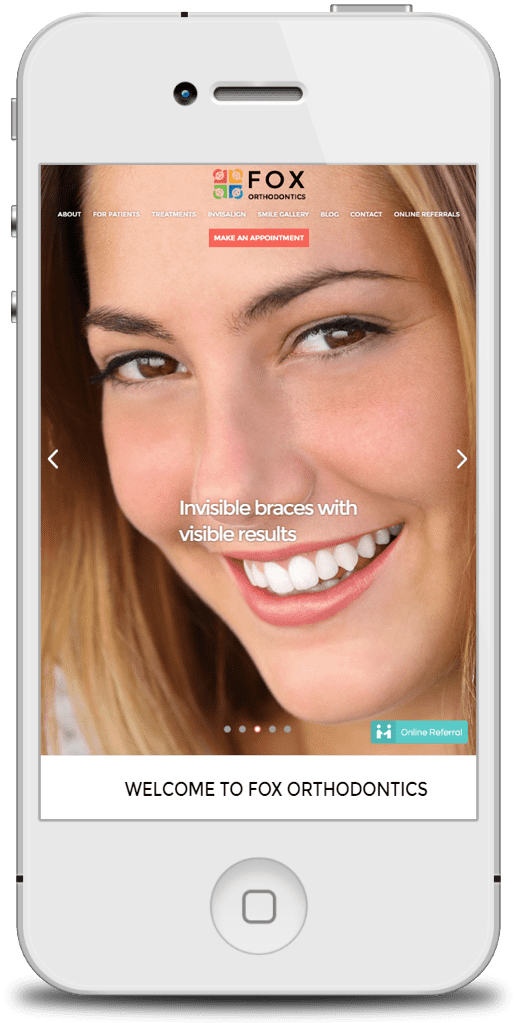 FOX
ORTHODONTICS
ABOUT FOR PATIENTS TREATMENTS INVISALIGN SMILE GALLERY BLOG CONTACT ONLINE REFERRALS
MAKE AN APPOINTMENT
Invisible braces with
visible results
Online Referral
WELCOME TO FOX ORTHODONTICS